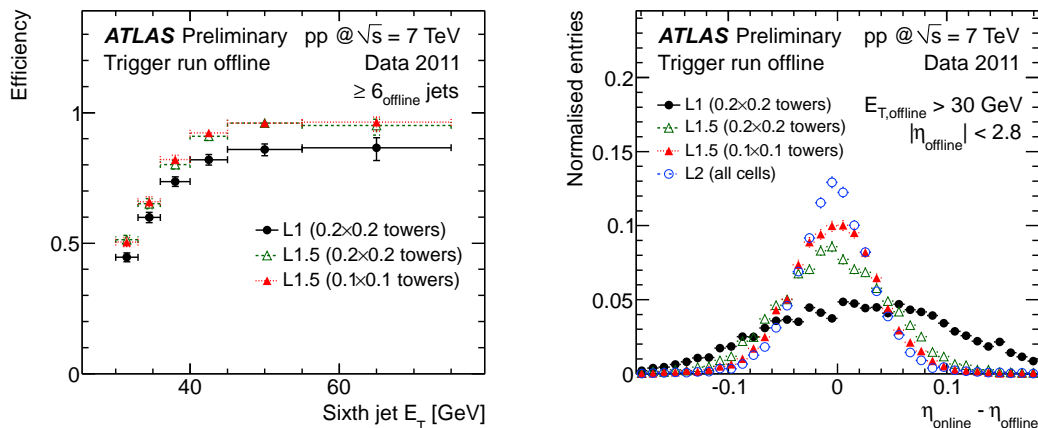 Efficiency
ATLAS Preliminary pp @ √s = 7 TeV
Trigger run offline Data 2011
≥ 6offline jets
L1 (0.2×0.2 towers)
L1.5 (0.2×0.2 towers)
L1.5 (0.1×0.1 towers)
1
0.5
0
40 60
Sixth jet E_T [GeV]
Normalised entries
ATLAS Preliminary pp @ √s = 7 TeV
Trigger run offline Data 2011
L1 (0.2×0.2 towers)
L1.5 (0.2×0.2 towers)
L1.5 (0.1×0.1 towers)
L2 (all cells)
E_T,offline > 30 GeV
|η_offline| < 2.8
0.2
0.15
0.1
0.05
0
-0.1 0 0.1
η_online - η_offline